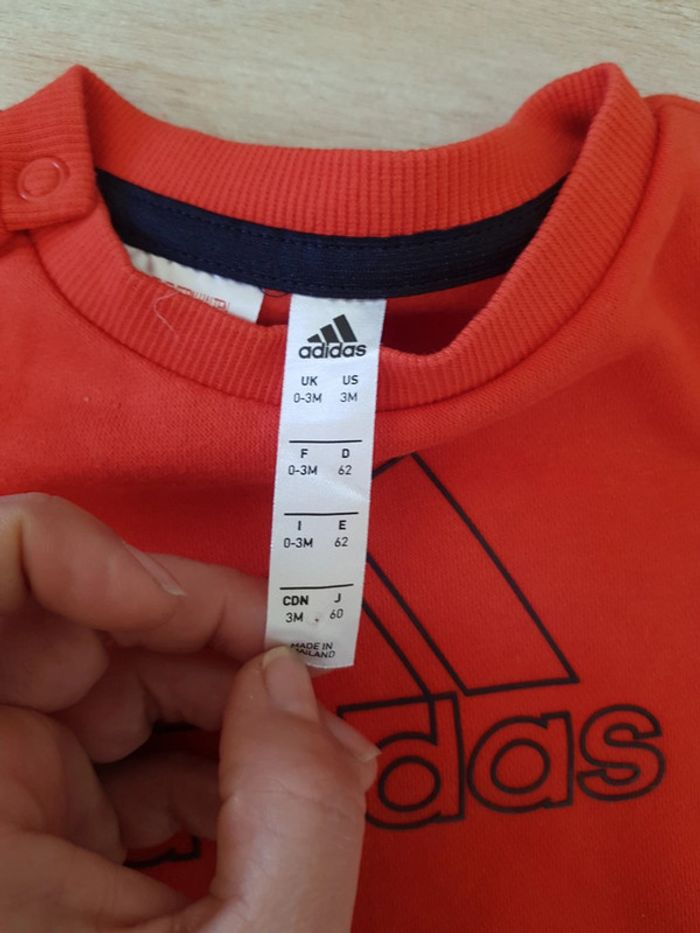 adidas
UK US
0-3M 3M
F D
0-3M 62
I E
0-3M 62
CDN J
3M 60
MADE IN
das